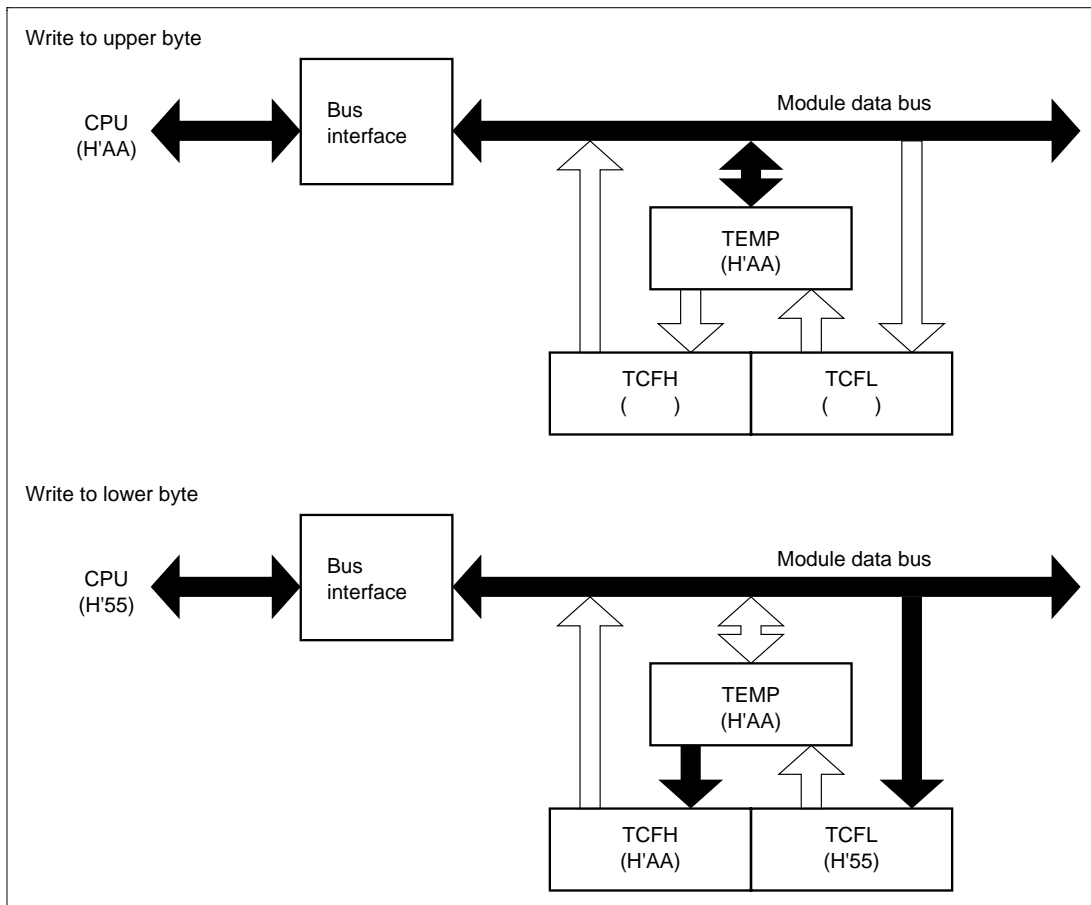 Write to upper byte
CPU
(H'AA)
Bus
interface
Module data bus
TEMP
(H'AA)
TCFH
(      )
TCFL
(      )
Write to lower byte
CPU
(H'55)
Bus
interface
Module data bus
TEMP
(H'AA)
TCFH
(H'AA)
TCFL
(H'55)